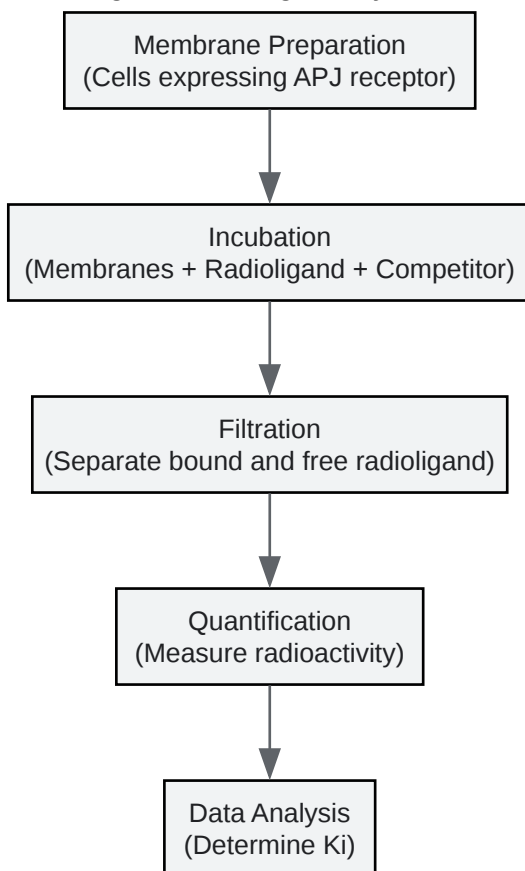 Membrane Preparation
(Cells expressing APJ receptor)
Incubation
(Membranes + Radioligand + Competitor)
Filtration
(Separate bound and free radioligand)
Quantification
(Measure radioactivity)
Data Analysis
(Determine Ki)